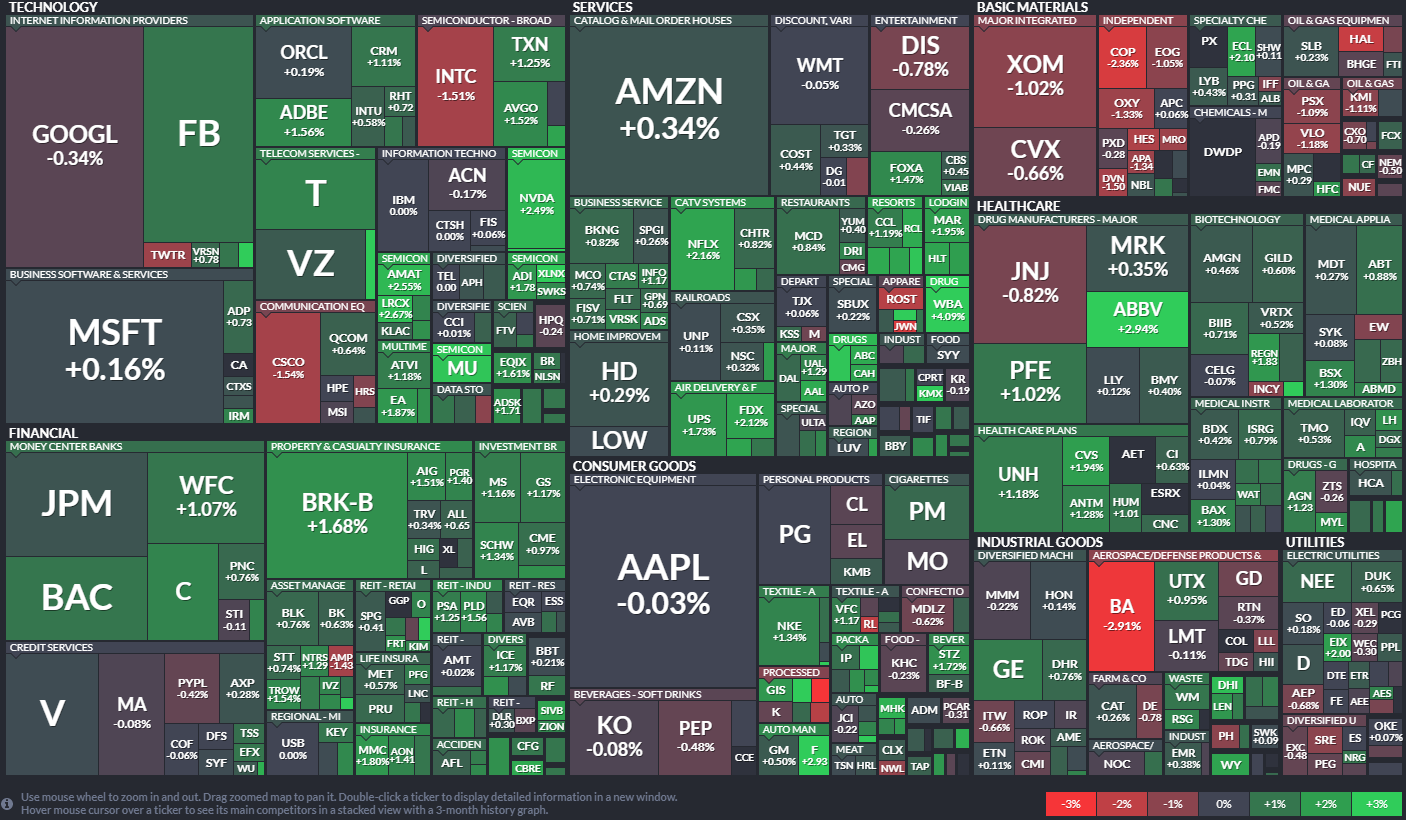 TECHNOLOGY
INTERNET INFORMATION PROVIDERS
GOOGL
-0.34%
FB
TWTR
VRSN
+0.78
APPLICATION SOFTWARE
ORCL
+0.19%
CRM
+1.11%
ADBE
+1.56%
INTU
+0.58%
RHT
+0.72
SEMICONDUCTOR - BROAD
INTC
-1.51%
TXN
+1.25%
AVGO
+1.52%
TELECOM SERVICES -
T
VZ
INFORMATION TECHNO
IBM
0.00%
ACN
-0.17%
CTSH
0.00%
FIS
+0.06%
SEMICON
NVDA
+2.49%
BUSINESS SOFTWARE & SERVICES
MSFT
+0.16%
ADP
+0.73
CA
CTXS
IRM
COMMUNICATION EQ
CSCO
-1.54%
QCOM
+0.64%
HPE
HRS
MSI
SEMICON
AMAT
+2.55%
LRCX
+2.67%
KLAC
DIVERSIFIED
TEL
0.00
APH
SEMICON
ADI
+1.78
XLNX
SWKS
DIVERSIFIE
CCI
+0.01%
SCIEN
FTV
HPQ
-0.24
MULTIME
ATVI
+1.18%
EA
+1.87%
SEMICON
MU
EQIX
+1.61%
BR
NLSN
DATA STO
ADSK
+1.71
FINANCIAL
MONEY CENTER BANKS
JPM
WFC
+1.07%
BAC
C
PNC
+0.76%
STI
-0.11
PROPERTY & CASUALTY INSURANCE
BRK-B
+1.68%
AIG
+1.51%
PGR
+1.40
TRV
+0.34%
ALL
+0.65
HIG
XL
L
INVESTMENT BR
MS
+1.16%
GS
+1.17%
SCHW
+1.34%
CME
+0.97%
CREDIT SERVICES
V
MA
-0.08%
PYPL
-0.42%
AXP
+0.28%
COF
-0.06%
DFS
SYF
TSS
EFX
WU
ASSET MANAGE
BLK
+0.76%
BK
+0.63%
STT
+0.74%
NTRS
+1.29
AMP
-1.43
TROW
+1.54%
IVZ
REGIONAL - MI
USB
0.00%
KEY
REIT - RETAI
SPG
+0.41
GGP
O
FRT
KIM
LIFE INSURA
MET
+0.57%
PFG
LNC
PRU
INSURANCE
MMC
+1.80%
AON
+1.41
REIT - INDU
PSA
+1.25
PLD
+1.56
REIT - RES
EQR
ESS
AVB
REIT -
AMT
+0.02%
DIVERS
ICE
+1.17%
BBT
+0.21%
RF
REIT - H
REIT -
DLR
+0.30
BXP
SIVB
ZION
ACCIDEN
AFL
CFG
CBRE
SERVICES
CATALOG & MAIL ORDER HOUSES
AMZN
+0.34%
DISCOUNT, VARI
WMT
-0.05%
COST
+0.44%
TGT
+0.33%
DG
-0.01
ENTERTAINMENT
DIS
-0.78%
CMCSA
-0.26%
FOXA
+1.47%
CBS
+0.45
VIAB
BUSINESS SERVICE
BKNG
+0.82%
SPGI
+0.26%
MCO
+0.74%
CTAS
INFO
+1.17
FISV
+0.71%
FLT
GPN
+0.69
VRSK
ADS
CATV SYSTEMS
NFLX
+2.16%
CHTR
+0.82%
RESTAURANTS
MCD
+0.84%
YUM
+0.40
DRI
CMG
RESORTS
CCL
+1.19%
RCL
LODGIN
MAR
+1.95%
HLT
RAILROADS
UNP
+0.11%
CSX
+0.35%
NSC
+0.32%
DEPART
TJX
+0.06%
KSS
M
SPECIAL
SBUX
+0.22%
APPARE
ROST
JWN
DRUG
WBA
+4.09%
HOME IMPROVEM
HD
+0.29%
LOW
AIR DELIVERY & F
UPS
+1.73%
FDX
+2.12%
MAJOR
DAL
UAL
+1.29
AAL
DRUGS
ABC
CAH
INDUST
FOOD
SYY
CPRT
KMX
KR
-0.19
SPECIAL
ULTA
AUTO P
AZO
AAP
REGION
LUV
TIF
BBY
CONSUMER GOODS
ELECTRONIC EQUIPMENT
AAPL
-0.03%
PERSONAL PRODUCTS
PG
CL
EL
KMB
CIGARETTES
PM
MO
BEVERAGES - SOFT DRINKS
KO
-0.08%
PEP
-0.48%
CCE
TEXTILE - A
NKE
+1.34%
TEXTILE - A
VFC
+1.17
RL
CONFECTIO
MDLZ
-0.62%
PACKA
IP
FOOD -
KHC
-0.23%
BEVER
STZ
+1.72%
BF-B
PROCESSED
GIS
K
AUTO
JCI
-0.22
MHK
ADM
PCAR
-0.31
AUTO MAN
GM
+0.50%
F
+2.93
MEAT
TSN
HRL
CLX
NWL
TAP
BASIC MATERIALS
MAJOR INTEGRATED
XOM
-1.02%
CVX
-0.66%
INDEPENDENT
COP
-2.36%
EOG
-1.05%
OXY
-1.33%
APC
+0.06%
PXD
-0.28
HES
MRO
APA
-1.34
DVN
-1.50
NBL
SPECIALTY CHE
PX
ECL
+2.10
SHW
+0.11
LYB
+0.43%
PPG
+0.31
IFF
ALB
CHEMICALS - M
DWDP
APD
-0.19
EMN
FMC
OIL & GAS EQUIPMEN
SLB
+0.23%
HAL
BHGE
FTI
OIL & GA
PSX
-1.09%
VLO
-1.18%
MPC
+0.29
HFC
OIL & GAS
KMI
-1.11%
CXO
-0.70
FCX
CF
NEM
-0.50
NUE
HEALTHCARE
DRUG MANUFACTURERS - MAJOR
JNJ
-0.82%
MRK
+0.35%
ABBV
+2.94%
PFE
+1.02%
LLY
+0.12%
BMY
+0.40%
BIOTECHNOLOGY
AMGN
+0.46%
GILD
+0.60%
BIIB
+0.71%
VRTX
+0.52%
REGN
+1.83
CELG
-0.07%
INCY
MEDICAL APPLIA
MDT
+0.27%
ABT
+0.88%
SYK
+0.08%
EW
ZBH
BSX
+1.30%
ABMD
HEALTH CARE PLANS
UNH
+1.18%
CVS
+1.94%
AET
CI
+0.63%
ANTM
+1.28%
HUM
+1.01
ESRX
CNC
MEDICAL INSTR
BDX
+0.42%
ISRG
+0.79%
ILMN
+0.04%
WAT
BAX
+1.30%
MEDICAL LABORATOR
TMO
+0.53%
IQV
LH
A
DGX
DRUGS - G
AGN
+1.23
ZTS
-0.26
MYL
HOSPITA
HCA
INDUSTRIAL GOODS
DIVERSIFIED MACHI
MMM
-0.22%
HON
+0.14%
GE
DHR
+0.76%
ITW
-0.66%
ROP
IR
ROK
AME
ETN
+0.11%
CMI
AEROSPACE/DEFENSE PRODUCTS &
BA
-2.91%
UTX
+0.95%
GD
LMT
-0.11%
RTN
-0.37%
COL
LLL
TDG
HII
FARM & CO
CAT
+0.26%
DE
-0.78
AEROSPACE/
NOC
WASTE
WM
RSG
INDUST
EMR
+0.38%
DHI
LEN
PH
SWK
+0.09
WY
UTILITIES
ELECTRIC UTILITIES
NEE
DUK
+0.65%
SO
+0.18%
ED
-0.06
XEL
-0.29
PCG
D
EIX
+2.00
WEC
-0.30
PPL
DTE
ETR
AEP
-0.68%
FE
AEE
AES
DIVERSIFIED U
EXC
-0.48
SRE
PEG
ES
NRG
OKE
+0.07%
Use mouse wheel to zoom in and out. Drag zoomed map to pan it. Double-click a ticker to display detailed information in a new window.
Hover mouse cursor over a ticker to see its main competitors in a stacked view with a 3-month history graph.
-3%
-2%
-1%
0%
+1%
+2%
+3%